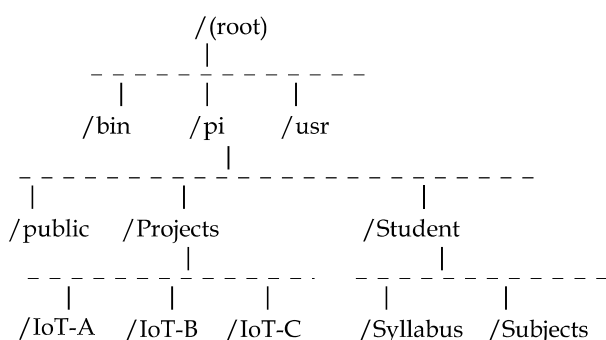 /(root)
/bin /pi /usr
/public /Projects /Student
/IoT-A /IoT-B /IoT-C /Syllabus /Subjects